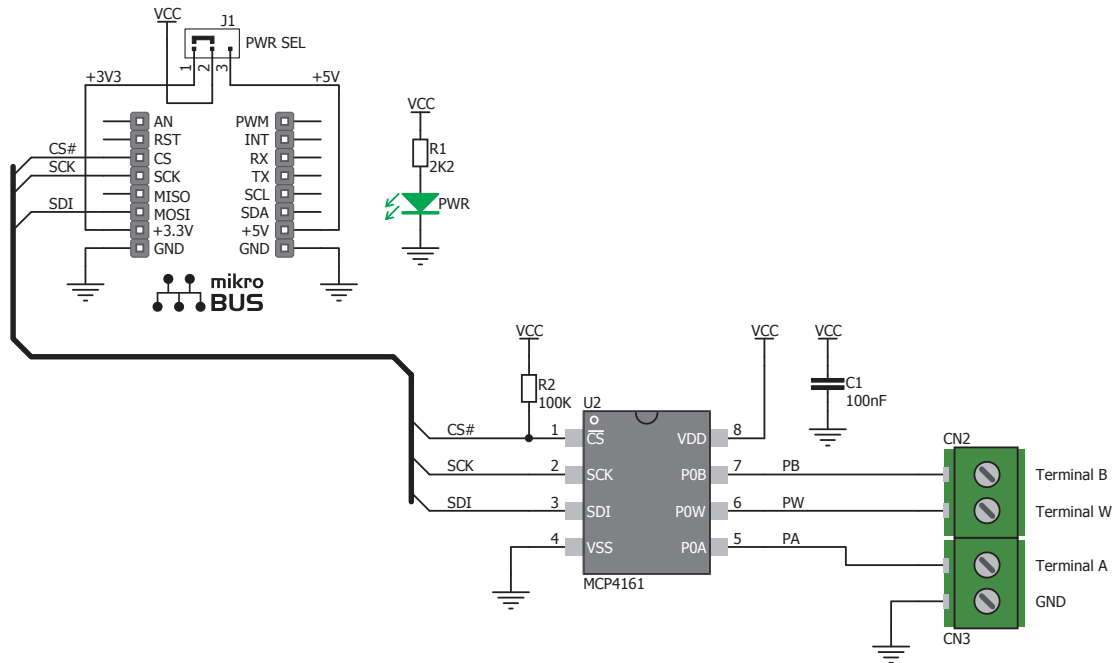 VCC
J1
PWR SEL
1
2
3
+3V3
+5V
AN
RST
CS
SCK
MISO
MOSI
+3.3V
GND
PWM
INT
RX
TX
SCL
SDA
+5V
GND
CS#
SCK
SDI
mikro
BUS
VCC
R1
2K2
PWR
VCC
R2
100K
VCC
VCC
C1
100nF
U2
CS#
1
CS
SCK
2
SCK
SDI
3
SDI
4
VSS
VDD
8
P0B
7
PB
P0W
6
PW
P0A
5
PA
MCP4161
CN2
Terminal B
Terminal W
Terminal A
GND
CN3